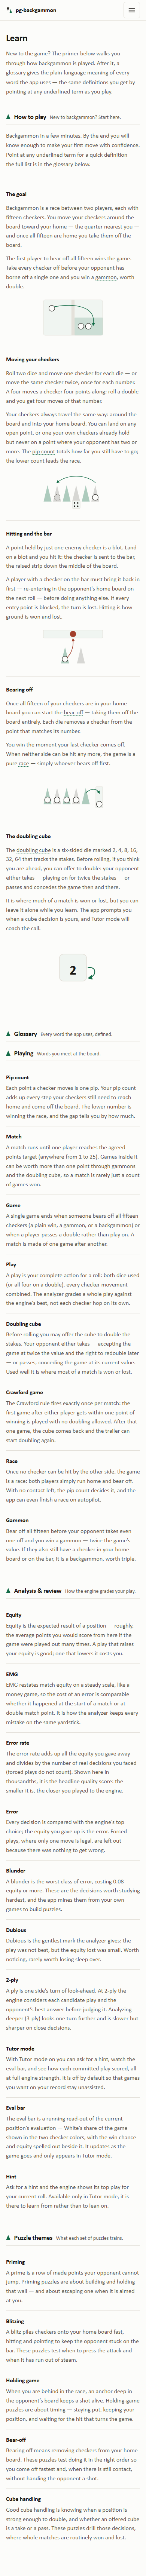 pg-backgammon
Learn
New to the game? The primer below walks you
through how backgammon is played. After it, a
glossary gives the plain-language meaning of every
word the app uses — the same definitions you get by
pointing at any underlined term as you play.
How to play New to backgammon? Start here.
Backgammon in a few minutes. By the end you will
know enough to make your first move with confidence.
Point at any underlined term for a quick definition —
the full list is in the glossary below.
The goal
Backgammon is a race between two players, each with
fifteen checkers. You move your checkers around the
board toward your home — the quarter nearest you —
and once all fifteen are home you take them off the
board.
The first player to bear off all fifteen wins the game.
Take every checker off before your opponent has
borne off a single one and you win a gammon, worth
double.
Moving your checkers
Roll two dice and move one checker for each die — or
move the same checker twice, once for each number.
A four moves a checker four points along; roll a double
and you get four moves of that number.
Your checkers always travel the same way: around the
board and into your home board. You can land on any
open point, or one your own checkers already hold —
but never on a point where your opponent has two or
more. The pip count totals how far you still have to go;
the lower count leads the race.
Hitting and the bar
A point held by just one enemy checker is a blot. Land
on a blot and you hit it: the checker is sent to the bar,
the raised strip down the middle of the board.
A player with a checker on the bar must bring it back in
— re-entering in the opponent's home board on the
next roll — before doing anything else. If every entry
point is blocked, the turn is lost. Hitting is how
ground is won and lost.
Bearing off
Once all fifteen of your checkers are in your home
board you can start the bear-off — taking them off the
board entirely. Each die removes a checker from the
point that matches its number.
You win the moment your last checker comes off.
When neither side can be hit any more, the game is a
pure race — simply whoever bears off first.
The doubling cube
The doubling cube is a six-sided die marked 2, 4, 8, 16,
32, 64 that tracks the stakes. Before rolling, if you think
you are ahead, you can offer to double: your opponent
either takes — playing on for twice the stakes — or
passes and concedes the game then and there.
It is where much of a match is won or lost, but you can
leave it alone while you learn. The app prompts you
when a cube decision is yours, and Tutor mode will
coach the call.
2
Glossary Every word the app uses, defined.
Playing Words you meet at the board.
Pip count
Each point a checker moves is one pip. Your pip count
adds up every step your checkers still need to reach
home and come off the board. The lower number is
winning the race, and the gap tells you by how much.
Match
A match runs until one player reaches the agreed
points target (anywhere from 1 to 25). Games inside it
can be worth more than one point through gammons
and the doubling cube, so a match is rarely just a count
of games won.
Game
A single game ends when someone bears off all fifteen
checkers (a plain win, a gammon, or a backgammon) or
when a player passes a double rather than play on. A
match is made of one game after another.
Play
A play is your complete action for a roll: both dice used
(or all four on a double), every checker movement
combined. The analyser grades a whole play against
the engine's best, not each checker hop on its own.
Doubling cube
Before rolling you may offer the cube to double the
stakes. Your opponent either takes — accepting the
game at twice the value and the right to redouble later
— or passes, conceding the game at its current value.
Used well it is where most of a match is won or lost.
Crawford game
The Crawford rule fires exactly once per match: the
first game after either player gets within one point of
winning is played with no doubling allowed. After that
one game, the cube comes back and the trailer can
start doubling again.
Race
Once no checker can be hit by the other side, the game
is a race: both players simply run home and bear off.
With no contact left, the pip count decides it, and the
app can even finish a race on autopilot.
Gammon
Bear off all fifteen before your opponent takes even
one off and you win a gammon — twice the game's
value. If they also still have a checker in your home
board or on the bar, it is a backgammon, worth triple.
Analysis & review How the engine grades your play.
Equity
Equity is the expected result of a position — roughly,
the average points you would score from here if the
game were played out many times. A play that raises
your equity is good; one that lowers it costs you.
EMG
EMG restates match equity on a steady scale, like a
money game, so the cost of an error is comparable
whether it happened at the start of a match or at
double match point. It is how the analyzer keeps every
mistake on the same yardstick.
Error rate
The error rate adds up all the equity you gave away
and divides by the number of real decisions you faced
(forced plays do not count). Shown here in
thousandths, it is the headline quality score: the
smaller it is, the closer you played to the engine.
Error
Every decision is compared with the engine's top
choice; the equity you gave up is the error. Forced
plays, where only one move is legal, are left out
because there was nothing to get wrong.
Blunder
A blunder is the worst class of error, costing 0.08
equity or more. These are the decisions worth studying
hardest, and the app mines them from your own
games to build puzzles.
Dubious
Dubious is the gentlest mark the analyser gives: the
play was not best, but the equity lost was small. Worth
noticing, rarely worth losing sleep over.
2-ply
A ply is one side's turn of look-ahead. At 2-ply the
engine considers each candidate play and the
opponent's best answer before judging it. Analysing
deeper (3-ply) looks one turn further and is slower but
sharper on close decisions.
Tutor mode
With Tutor mode on you can ask for a hint, watch the
eval bar, and see how each committed play scored, all
at full engine strength. It is off by default so that games
you want on your record stay unassisted.
Eval bar
The eval bar is a running read-out of the current
position's evaluation — White's share of the game
shown in the two checker colors, with the win chance
and equity spelled out beside it. It updates as the
game goes and only appears in Tutor mode.
Hint
Ask for a hint and the engine shows its top play for
your current roll. Available only in Tutor mode, it is
there to learn from rather than to lean on.
Puzzle themes What each set of puzzles trains.
Priming
A prime is a row of made points your opponent cannot
jump. Priming puzzles are about building and holding
that wall — and about escaping one when it is aimed
at you.
Blitzing
A blitz piles checkers onto your home board fast,
hitting and pointing to keep the opponent stuck on the
bar. These puzzles test when to press the attack and
when it has run out of steam.
Holding game
When you are behind in the race, an anchor deep in
the opponent's board keeps a shot alive. Holding-game
puzzles are about timing — staying put, keeping your
position, and waiting for the hit that turns the game.
Bear-off
Bearing off means removing checkers from your home
board. These puzzles test doing it in the right order so
you come off fastest and, when there is still contact,
without handing the opponent a shot.
Cube handling
Good cube handling is knowing when a position is
strong enough to double, and whether an offered cube
is a take or a pass. These puzzles drill those decisions,
where whole matches are routinely won and lost.